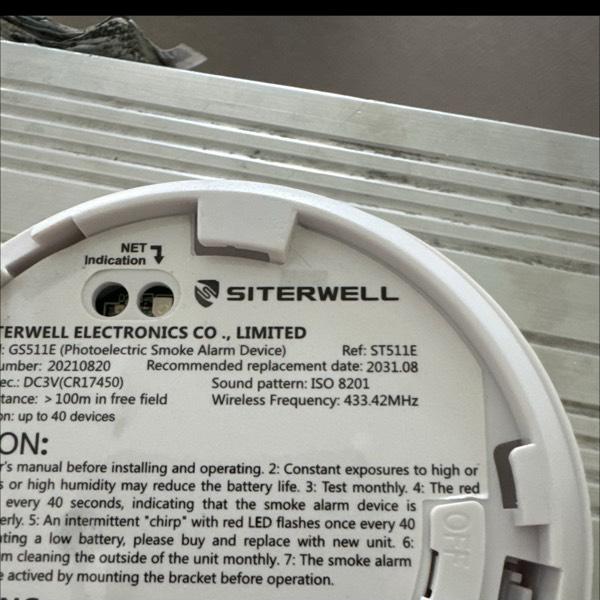 NET
Indication
SITERWELL
TERWELL ELECTRONICS CO ., LIMITED
: GS511E (Photoelectric Smoke Alarm Device) Ref: ST511E
umber: 20210820 Recommended replacement date: 2031.08
ec.: DC3V(CR17450) Sound pattern: ISO 8201
tance: > 100m in free field Wireless Frequency: 433.42MHz
on: up to 40 devices
ON:
r's manual before installing and operating. 2: Constant exposures to high or
s or high humidity may reduce the battery life. 3: Test monthly. 4: The red
every 40 seconds, indicating that the smoke alarm device is
erly. 5: An intermittent "chirp" with red LED flashes once every 40
ting a low battery, please buy and replace with new unit. 6:
m cleaning the outside of the unit monthly. 7: The smoke alarm
e actived by mounting the bracket before operation.
OFF